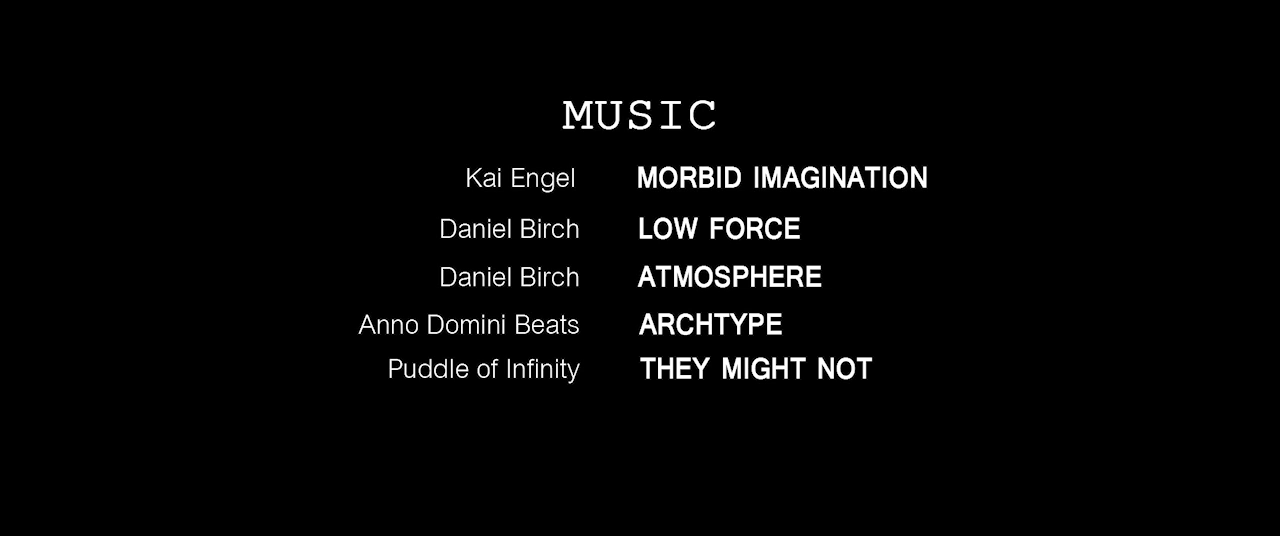 MUSIC
Kai Engel MORBID IMAGINATION
Daniel Birch LOW FORCE
Daniel Birch ATMOSPHERE
Anno Domini Beats ARCHTYPE
Puddle of Infinity THEY MIGHT NOT